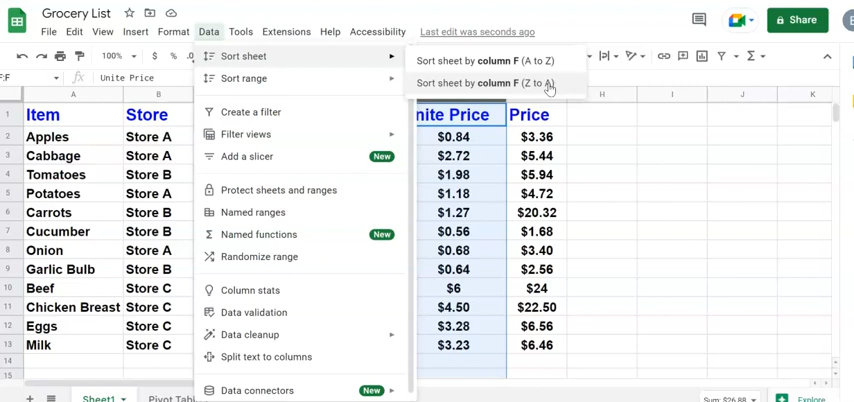 Grocery List
File Edit View Insert Format Data Tools Extensions Help Accessibility Last edit was seconds ago
Share
E
100% $ %
F:F fx Unite Price
Sort sheet
Sort range
Create a filter
Filter views
Add a slicer New
Protect sheets and ranges
Named ranges
Named functions New
Randomize range
Column stats
Data validation
Data cleanup
Split text to columns
Data connectors New
Sort sheet by column F (A to Z)
Sort sheet by column F (Z to A)
A B H I J K
1 Item Store nite Price Price
2 Apples Store A $0.84 $3.36
3 Cabbage Store A $2.72 $5.44
4 Tomatoes Store B $1.98 $5.94
5 Potatoes Store A $1.18 $4.72
6 Carrots Store B $1.27 $20.32
7 Cucumber Store B $0.56 $1.68
8 Onion Store A $0.68 $3.40
9 Garlic Bulb Store B $0.64 $2.56
10 Beef Store C $6 $24
11 Chicken Breast Store C $4.50 $22.50
12 Eggs Store C $3.28 $6.56
13 Milk Store C $3.23 $6.46
14
15
Sheet1 Pivot Tabl Sum: $26.88 Explore